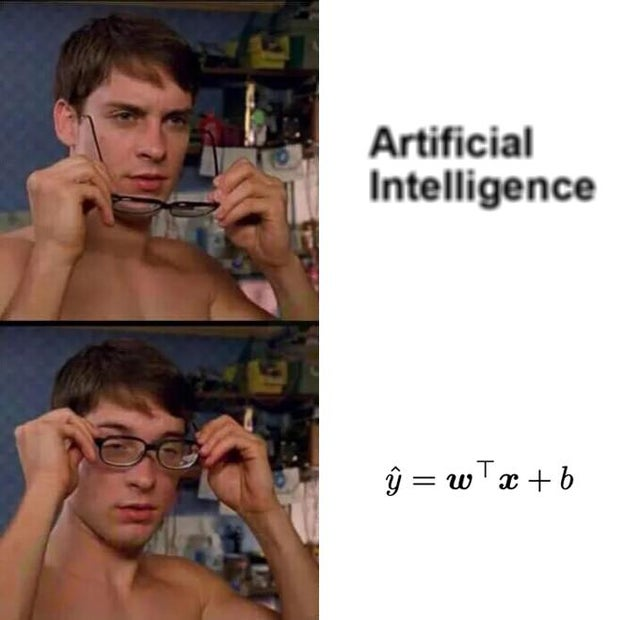 Artificial
Intelligence
ŷ = w⊤x + b